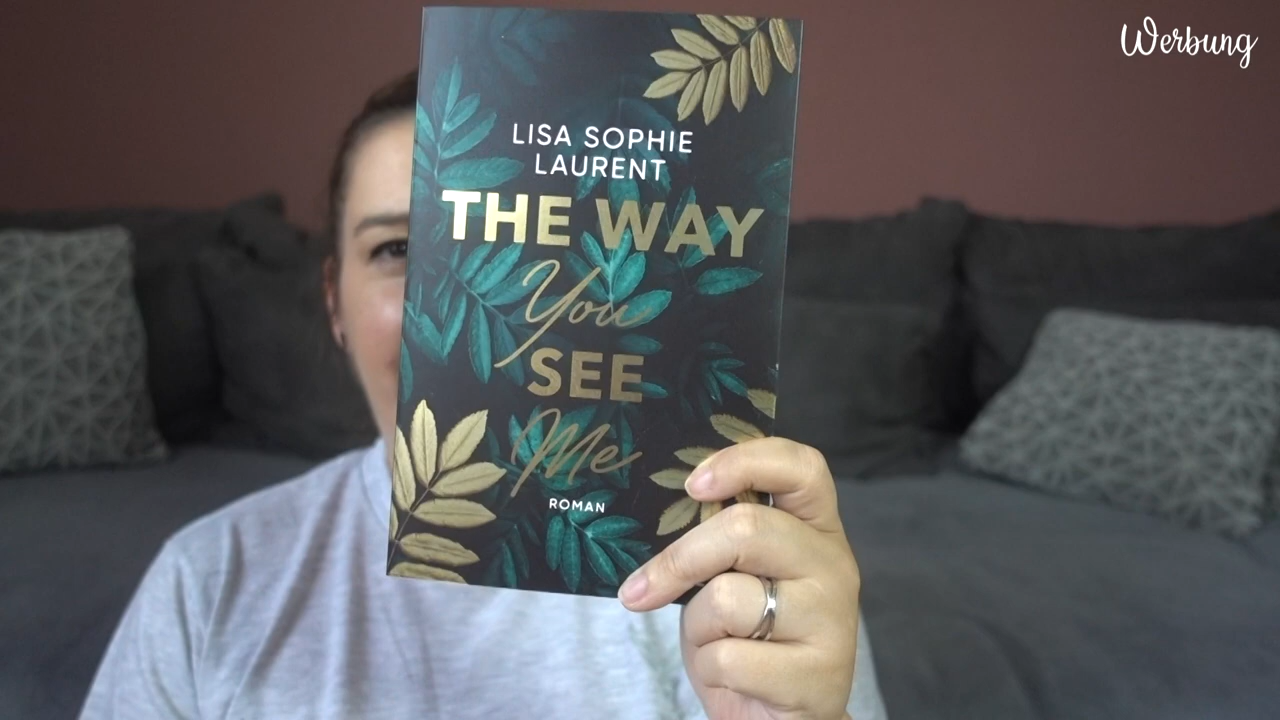 Werbung
LISA SOPHIE
LAURENT
THE WAY
You
SEE
Me
ROMAN